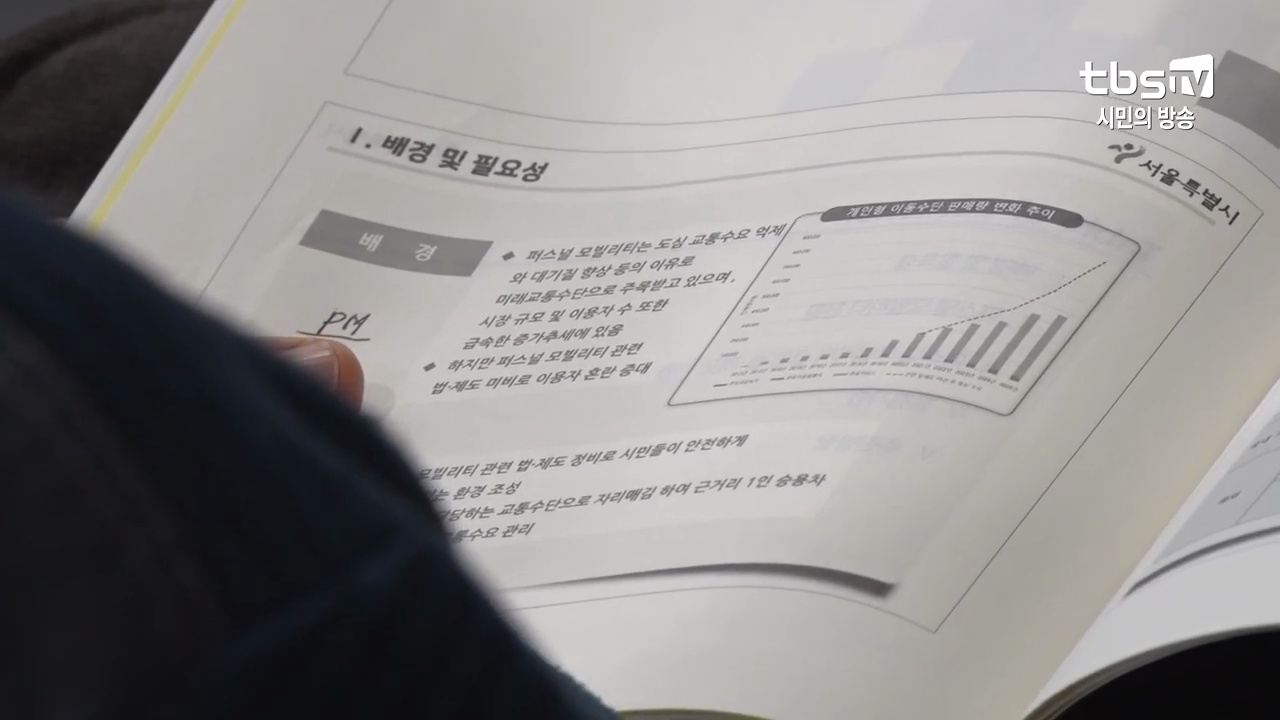 tbs TV
시민의 방송
서울특별시
Ⅰ. 배경 및 필요성
배 경
PM
◆ 퍼스널 모빌리티는 도심 교통수요 억제
와 대기질 향상 등의 이유로
미래교통수단으로 주목받고 있으며,
시장 규모 및 이용자 수 또한
급속한 증가추세에 있음
◆ 하지만 퍼스널 모빌리티 관련
법·제도 미비로 이용자 혼란 증대
개인형 이동수단 판매량 변화 추이
모빌리티 관련 법·제도 정비로 시민들이 안전하게
는 환경 조성
당하는 교통수단으로 자리매김 하여 근거리 1인 승용차
통수요 관리